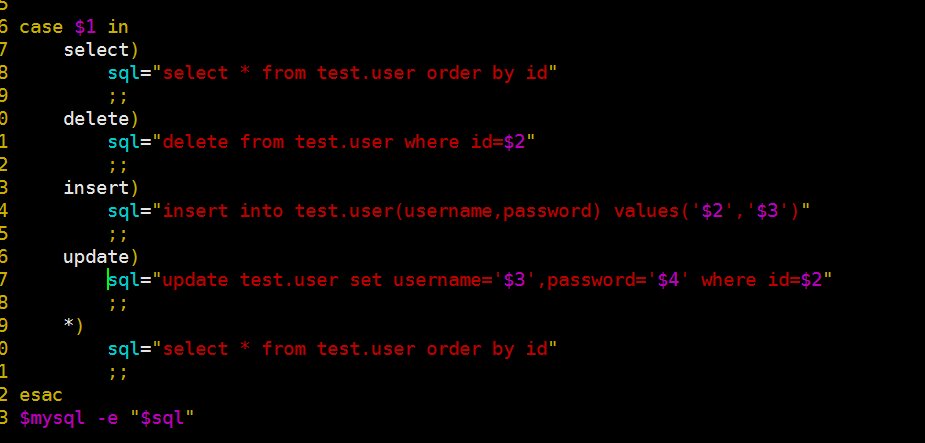 5
6 case $1 in
7     select)
8         sql="select * from test.user order by id"
9         ;;
0     delete)
1         sql="delete from test.user where id=$2"
2         ;;
3     insert)
4         sql="insert into test.user(username,password) values('$2','$3')"
5         ;;
6     update)
7         sql="update test.user set username='$3',password='$4' where id=$2"
8         ;;
9     *)
0         sql="select * from test.user order by id"
1         ;;
2 esac
3 $mysql -e "$sql"